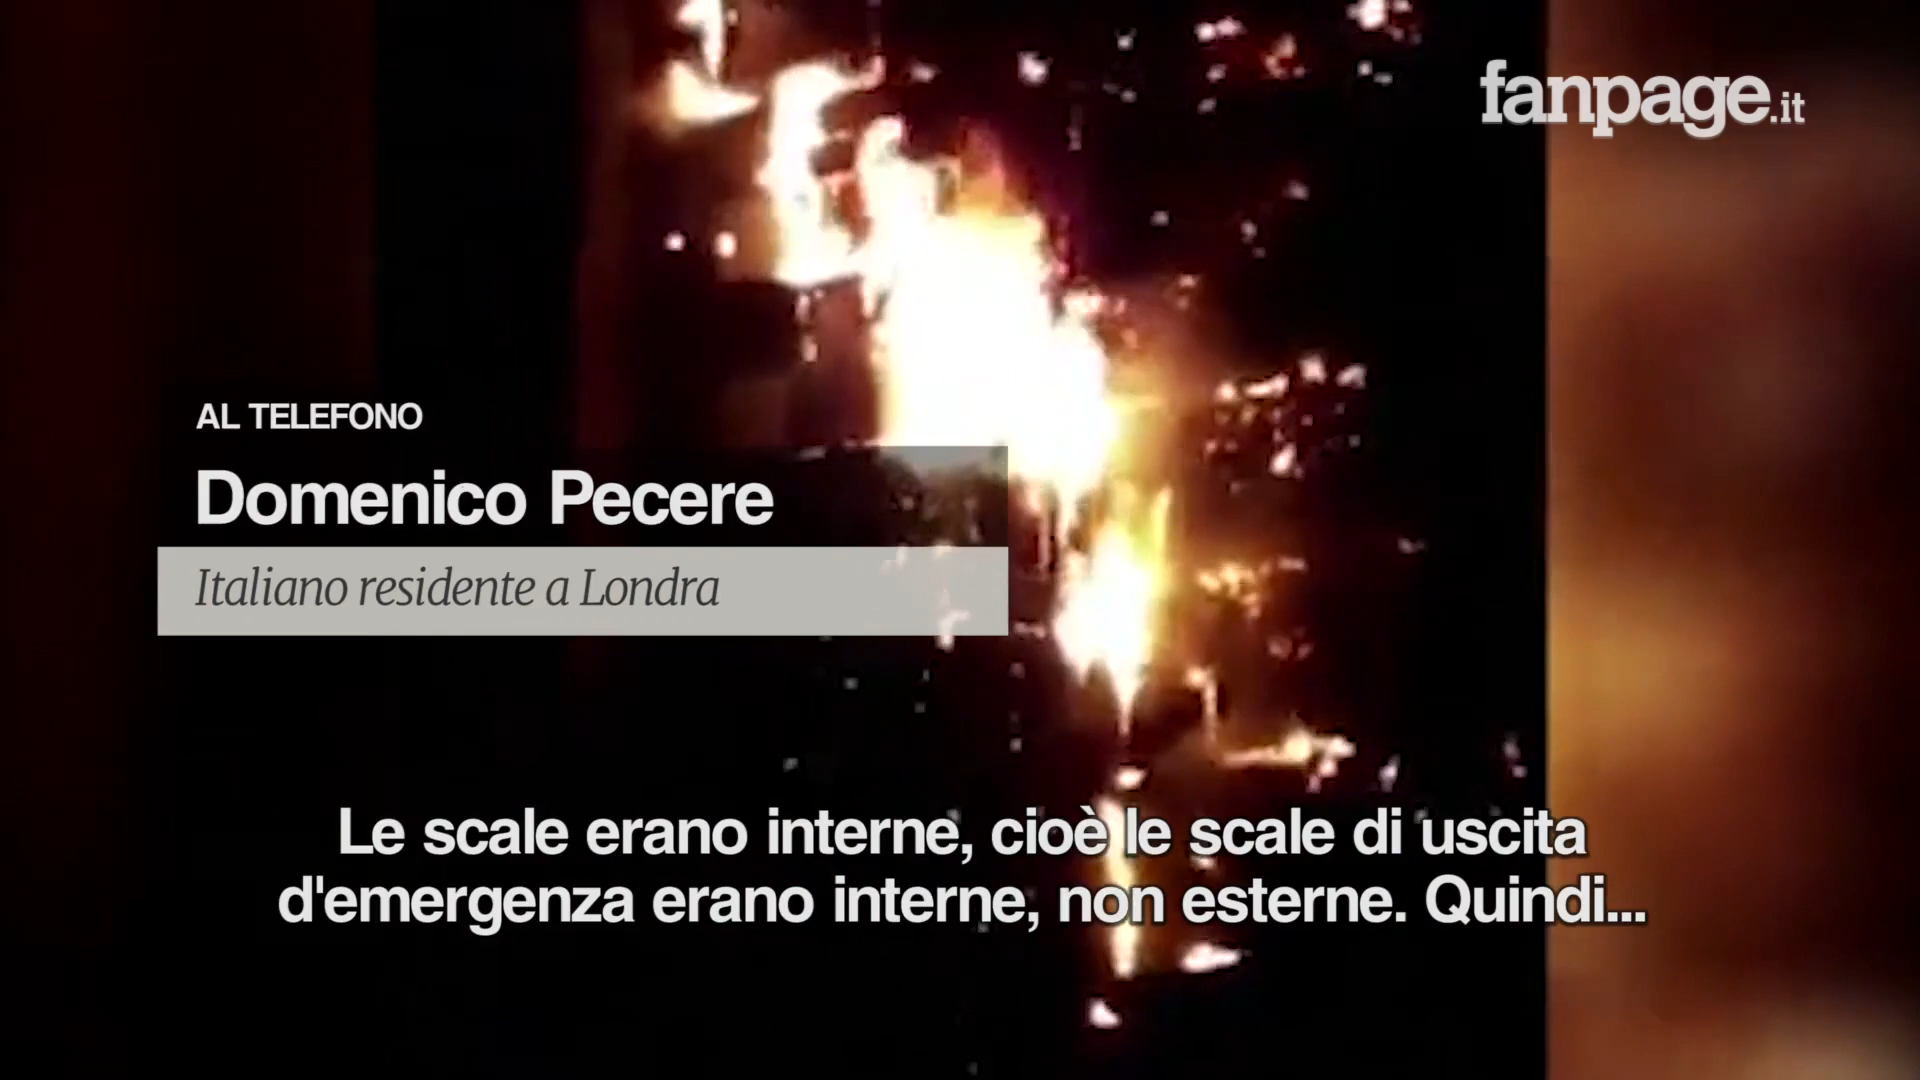 fanpage.it
AL TELEFONO
Domenico Pecere
Italiano residente a Londra
Le scale erano interne, cioè le scale di uscita
d'emergenza erano interne, non esterne. Quindi...